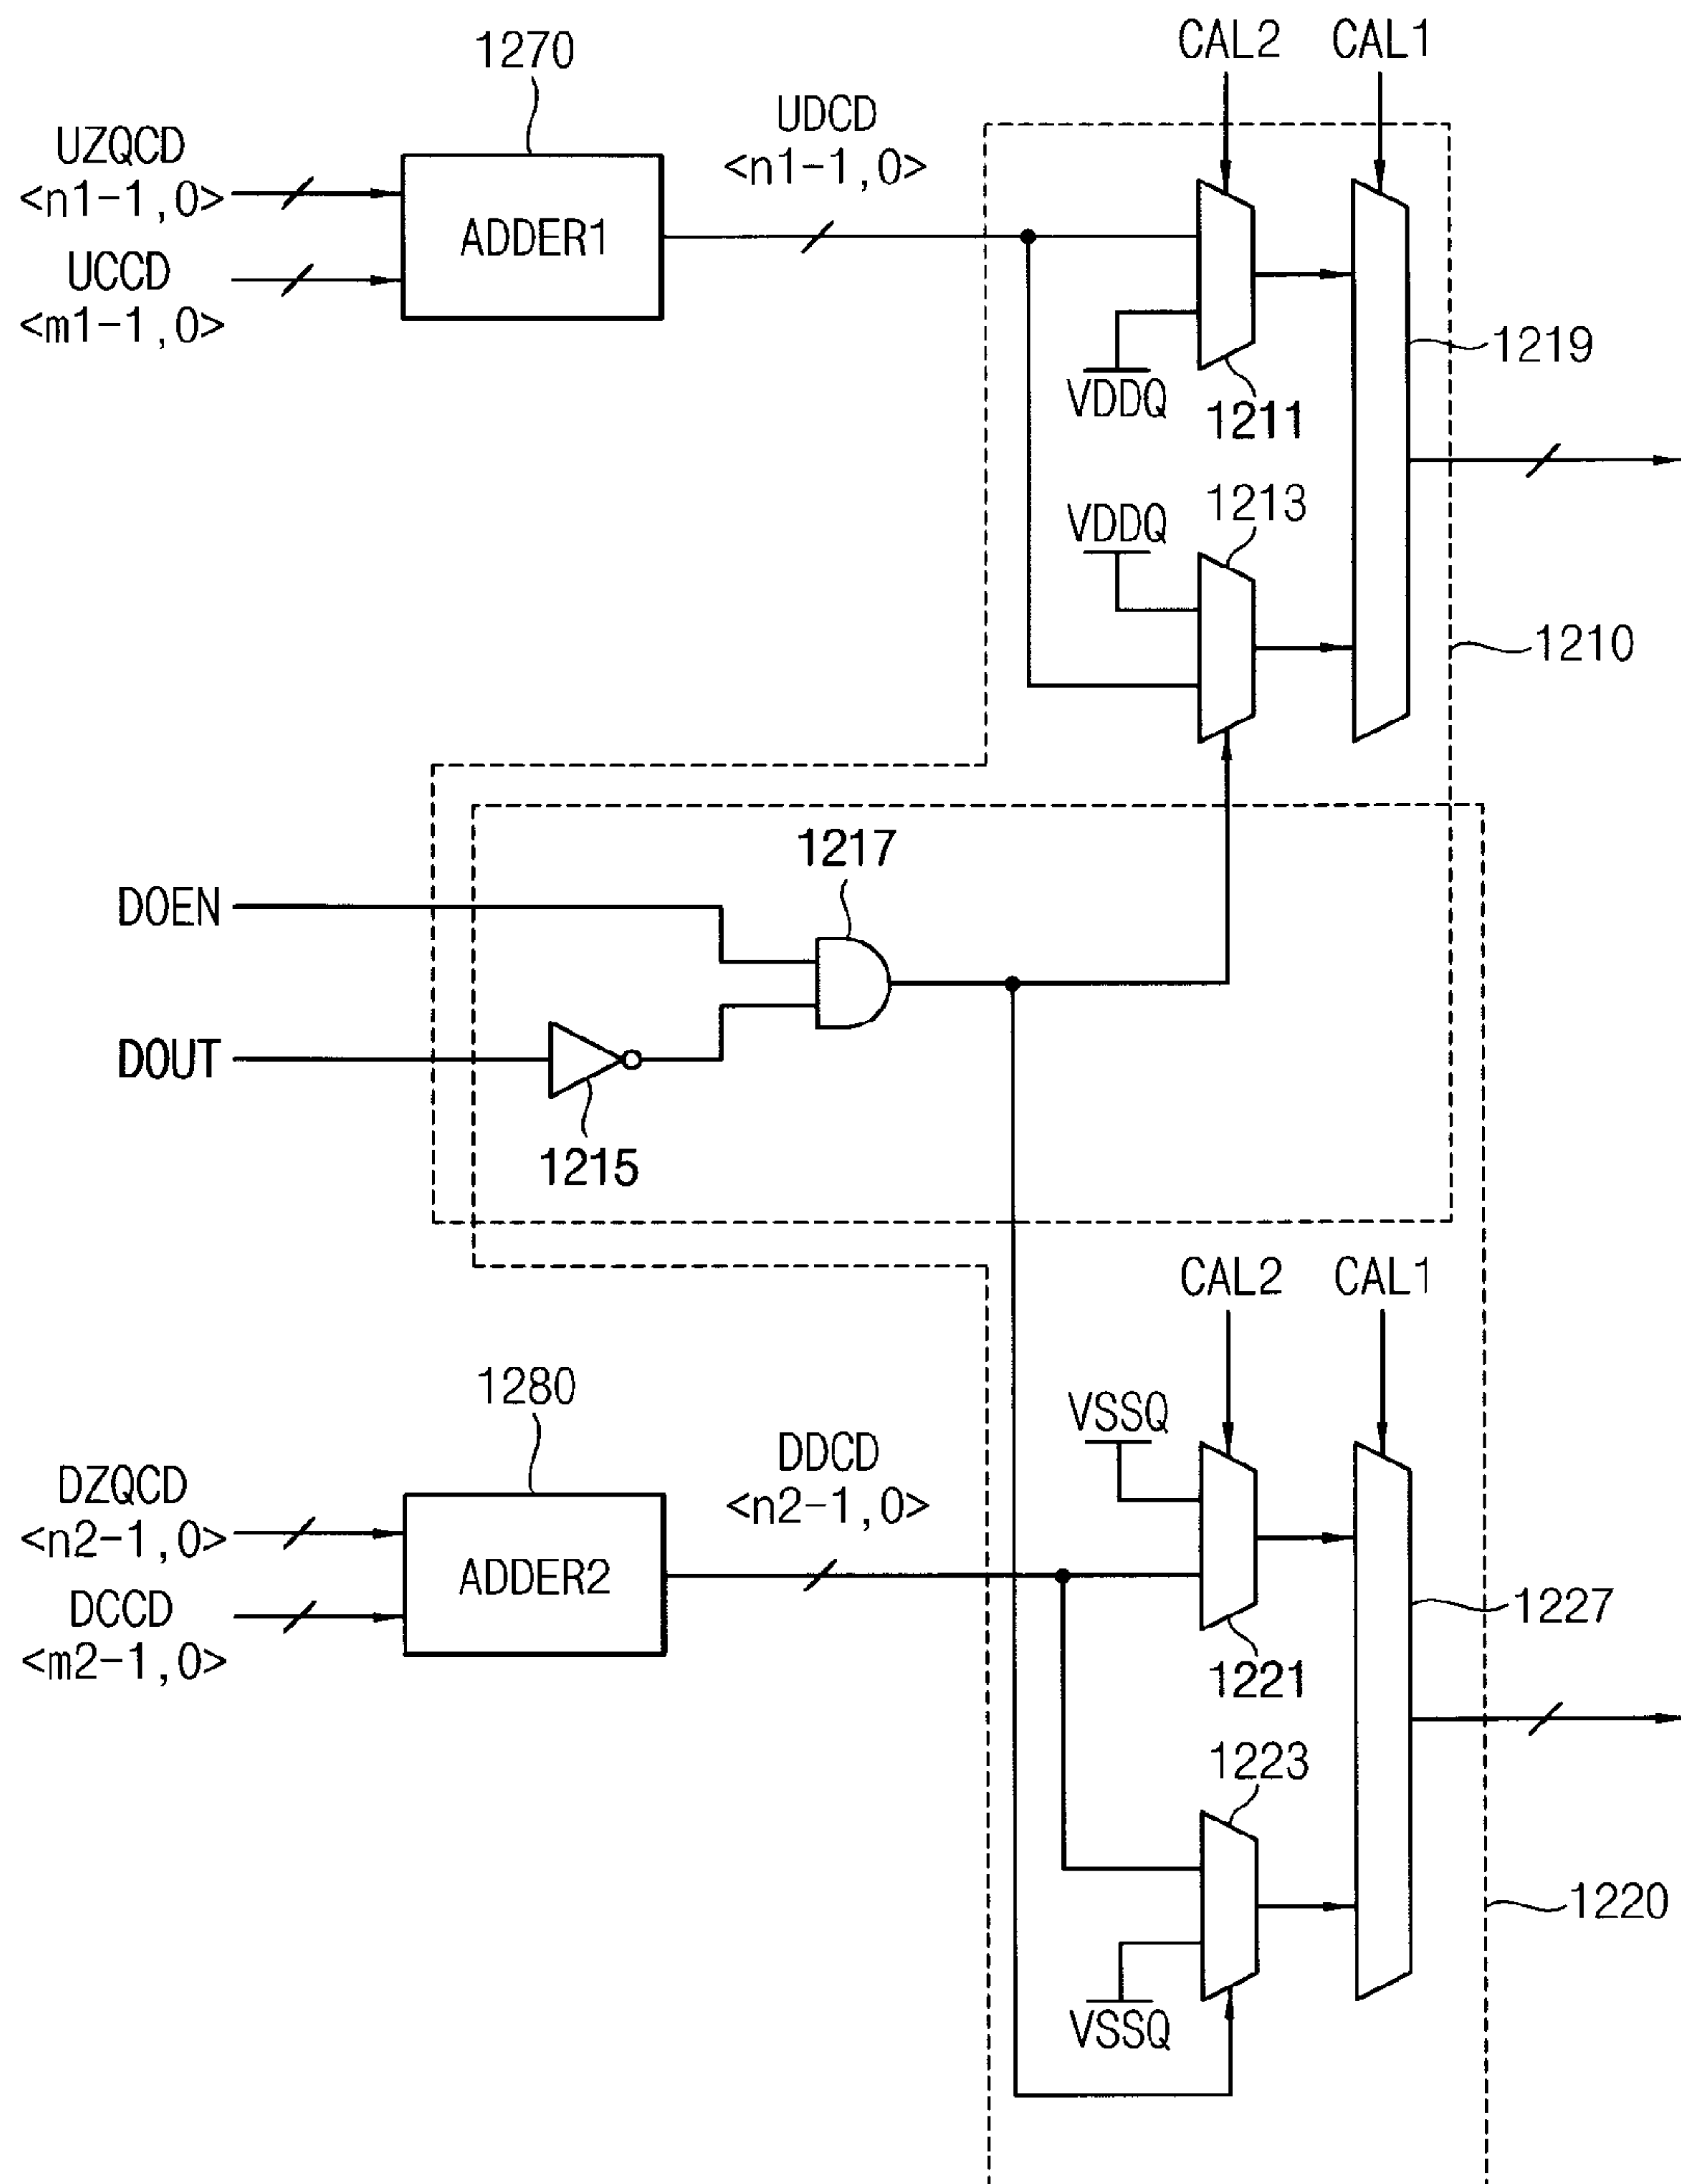 1270
CAL2
CAL1
UZQCD
<n1-1,0>
UDCD
<n1-1,0>
ADDER1
UCCD
<m1-1,0>
1219
VDDQ
1211
1213
VDDQ
1210
1217
DOEN
DOUT
1215
CAL2
CAL1
1280
VSSQ
DZQCD
<n2-1,0>
DDCD
<n2-1,0>
ADDER2
DCCD
<m2-1,0>
1227
1221
1223
1220
VSSQ